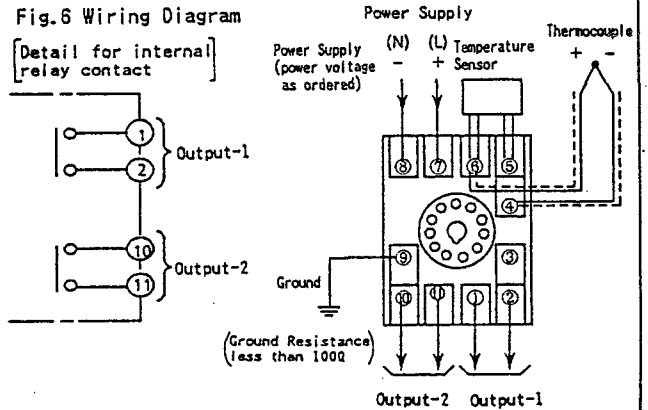 Fig.6 Wiring Diagram
[Detail for internal
relay contact]
1
2
Output-1
10
11
Output-2
Power Supply
Power Supply
(power voltage
as ordered)
(N)
-
(L)
+
Temperature
Sensor
Thermocouple
+ -
⑧ ⑦ ⑥ ⑤
④
⑨ ③
⑩ ⑪ ① ②
Ground
(Ground Resistance
less than 100Ω)
Output-2 Output-1